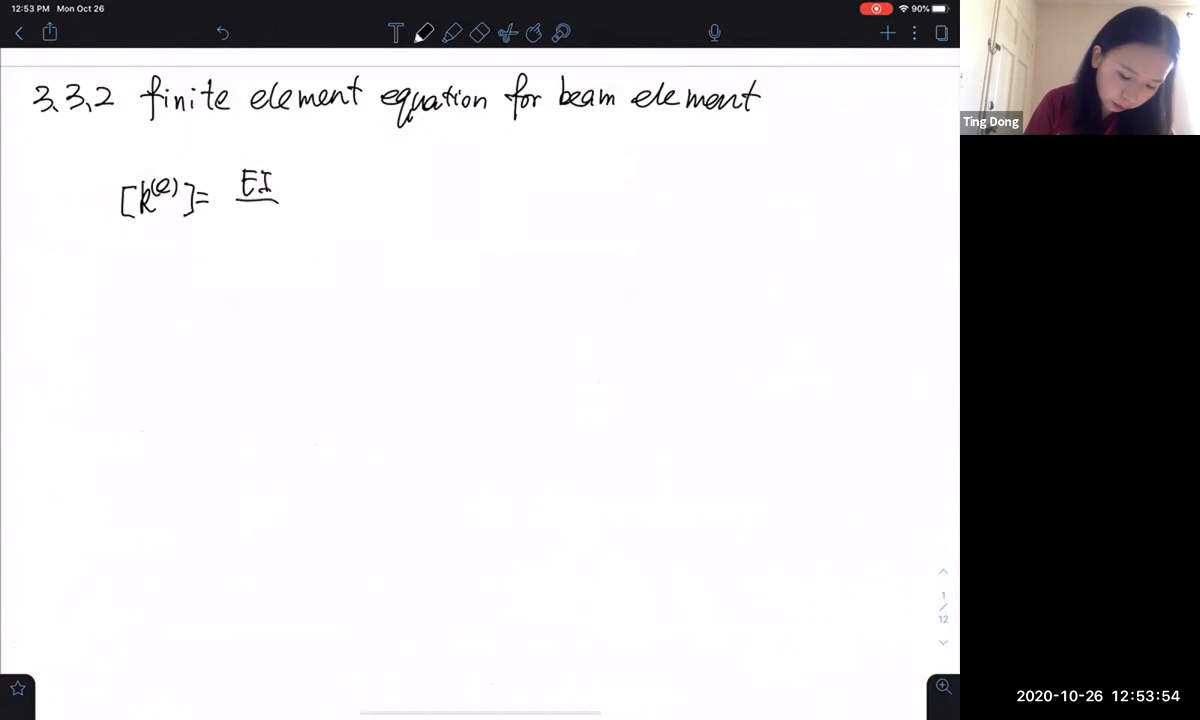 12:53 PM Mon Oct 26
90%
3.3.2 finite element equation for beam element
[k^(e)] = EI
Ting Dong
1
/
12
2020-10-26 12:53:54